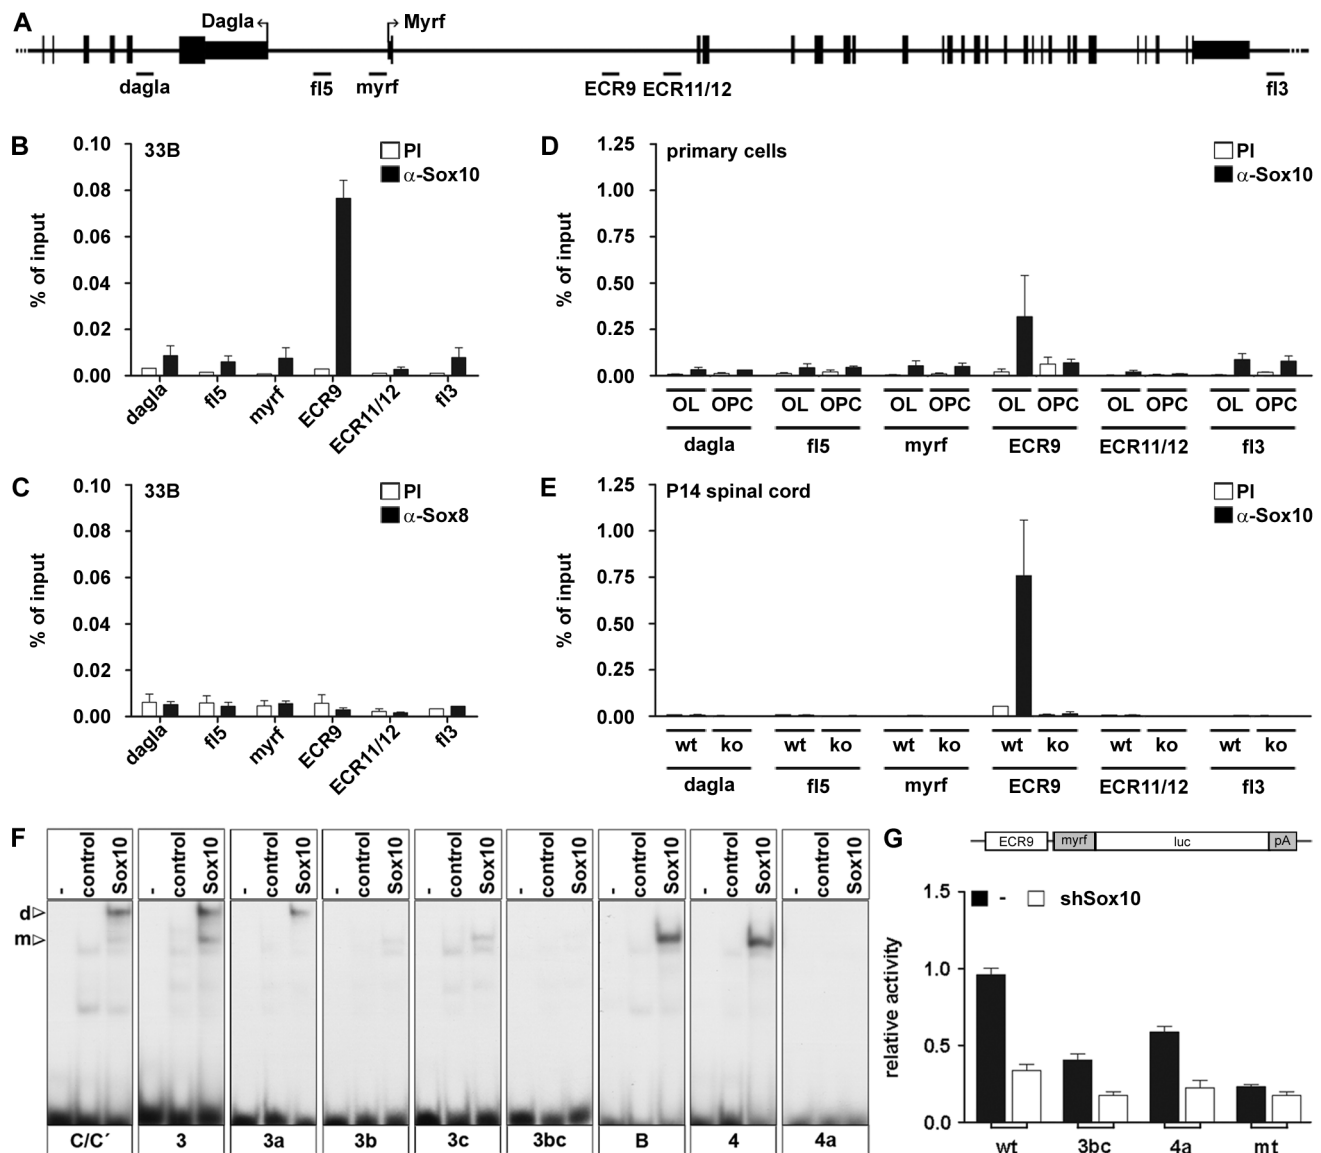 A
Dagla
Myrf
dagla
fl5
myrf
ECR9
ECR11/12
fl3
B
33B
PI
α-Sox10
% of input
0.10
0.08
0.06
0.04
0.02
0.00
dagla
fl5
myrf
ECR9
ECR11/12
fl3
D
primary cells
PI
α-Sox10
% of input
1.25
1.00
0.75
0.50
0.25
0.00
OL OPC OL OPC OL OPC OL OPC OL OPC OL OPC
dagla fl5 myrf ECR9 ECR11/12 fl3
C
33B
PI
α-Sox8
% of input
0.10
0.08
0.06
0.04
0.02
0.00
dagla
fl5
myrf
ECR9
ECR11/12
fl3
E
P14 spinal cord
PI
α-Sox10
% of input
1.25
1.00
0.75
0.50
0.25
0.00
wt ko wt ko wt ko wt ko wt ko wt ko
dagla fl5 myrf ECR9 ECR11/12 fl3
F
- control Sox10 - control Sox10 - control Sox10 - control Sox10 - control Sox10 - control Sox10 - control Sox10 - control Sox10 - control Sox10
d
m
C/C´ 3 3a 3b 3c 3bc B 4 4a
G
ECR9 myrf luc pA
- shSox10
relative activity
1.5
1.0
0.5
0.0
wt 3bc 4a mt